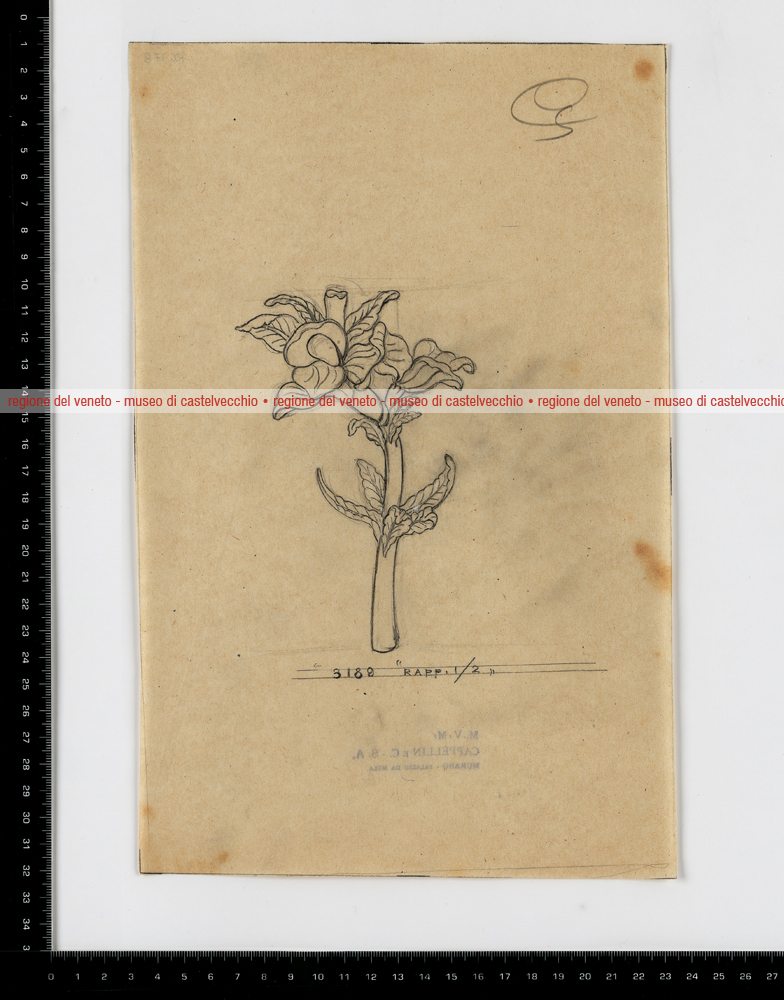 regione del veneto - museo di castelvecchio • regione del veneto - museo di castelvecchio • regione del veneto - museo di castelvecchio
3189 "RAPP. 1/2"
M.V.M.
CAPPELLIN & C. - S. A.
MURANO - PALAZZO DA MULA
0 1 2 3 4 5 6 7 8 9 10 11 12 13 14 15 16 17 18 19 20 21 22 23 24 25 26 27 28 29 30 31 32 33 34 3
0 1 2 3 4 5 6 7 8 9 10 11 12 13 14 15 16 17 18 19 20 21 22 23 24 25 26 27